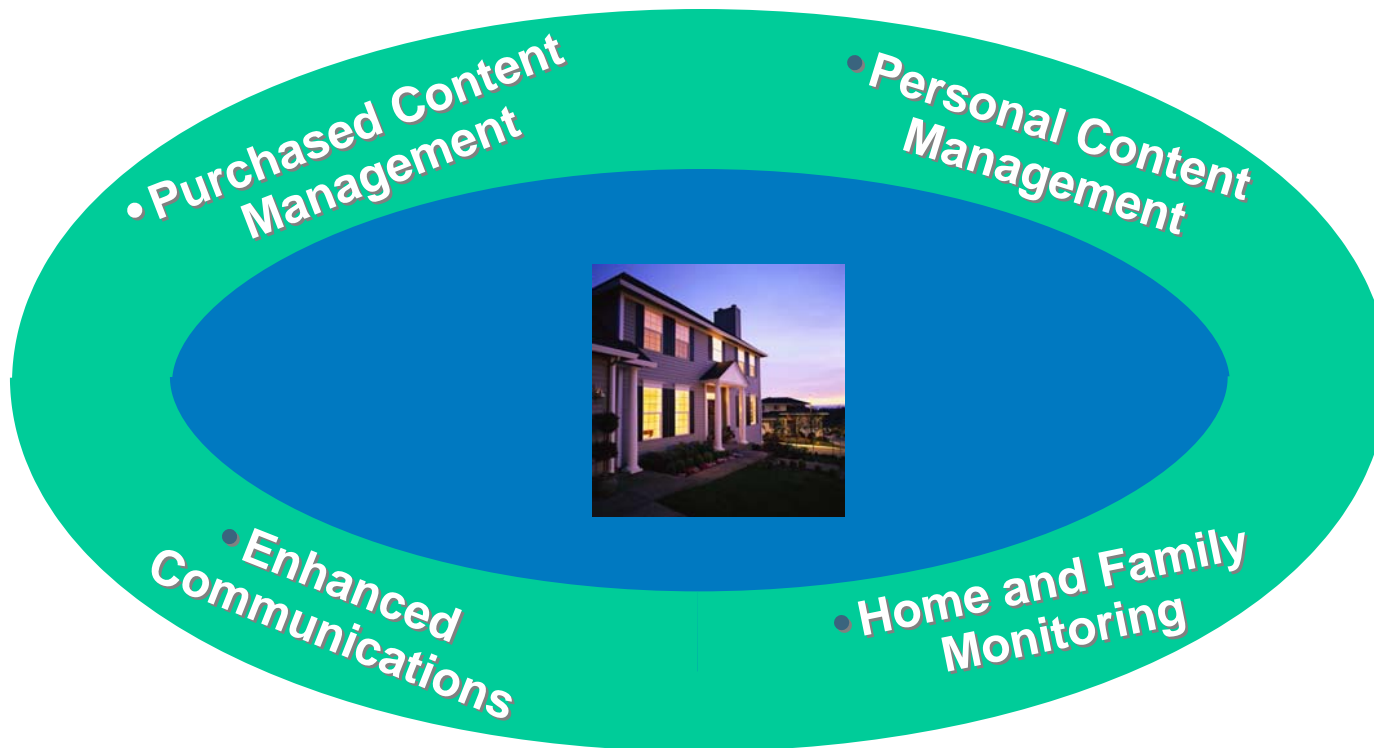 • Purchased Content
Management
• Personal Content
Management
• Enhanced
Communications
• Home and Family
Monitoring